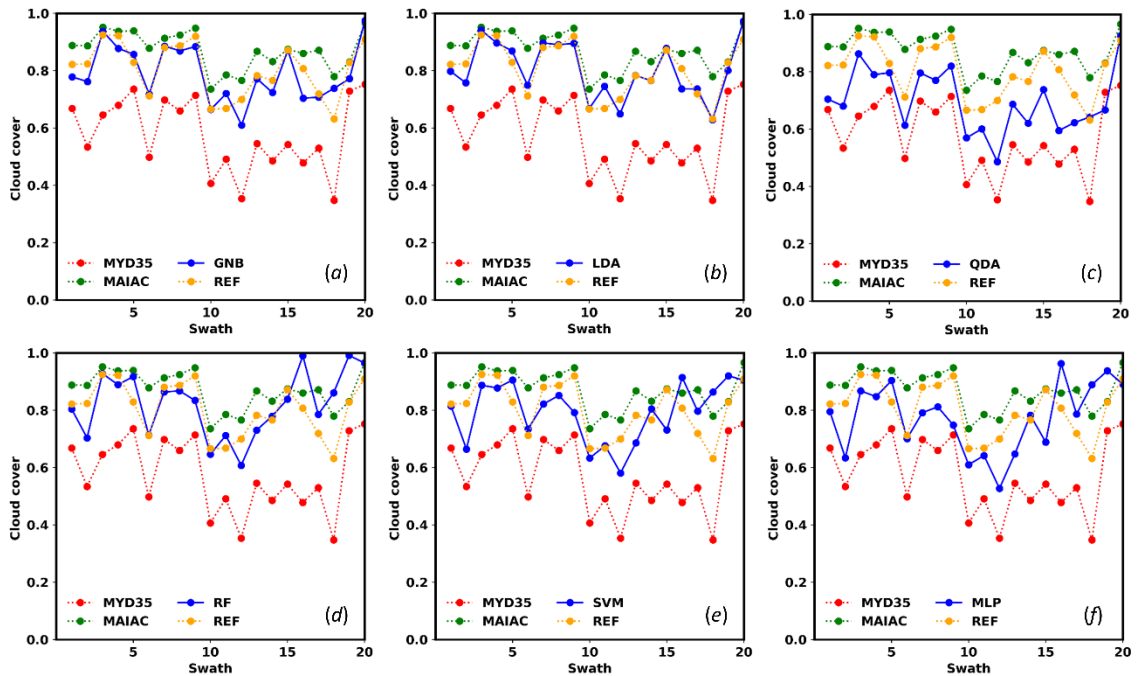 Cloud cover
1.0
0.8
0.6
0.4
0.2
0.0
MYD35 GNB
MAIAC REF
(a)
5 10 15 20
Swath
Cloud cover
1.0
0.8
0.6
0.4
0.2
0.0
MYD35 LDA
MAIAC REF
(b)
5 10 15 20
Swath
Cloud cover
1.0
0.8
0.6
0.4
0.2
0.0
MYD35 QDA
MAIAC REF
(c)
5 10 15 20
Swath
Cloud cover
1.0
0.8
0.6
0.4
0.2
0.0
MYD35 RF
MAIAC REF
(d)
5 10 15 20
Swath
Cloud cover
1.0
0.8
0.6
0.4
0.2
0.0
MYD35 SVM
MAIAC REF
(e)
5 10 15 20
Swath
Cloud cover
1.0
0.8
0.6
0.4
0.2
0.0
MYD35 MLP
MAIAC REF
(f)
5 10 15 20
Swath